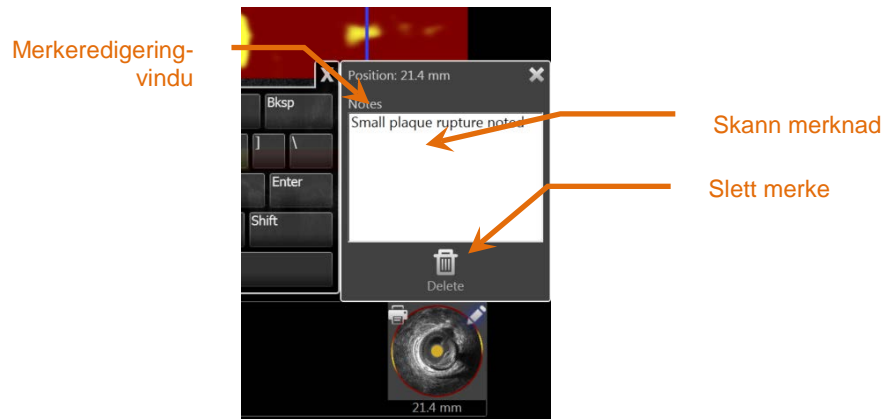 Merkeredigering-
vindu
X
Position: 21.4 mm
Bksp
Notes
Small plaque rupture noted
Skann merknad
] \
Enter
Slett merke
Shift
Delete
21.4 mm